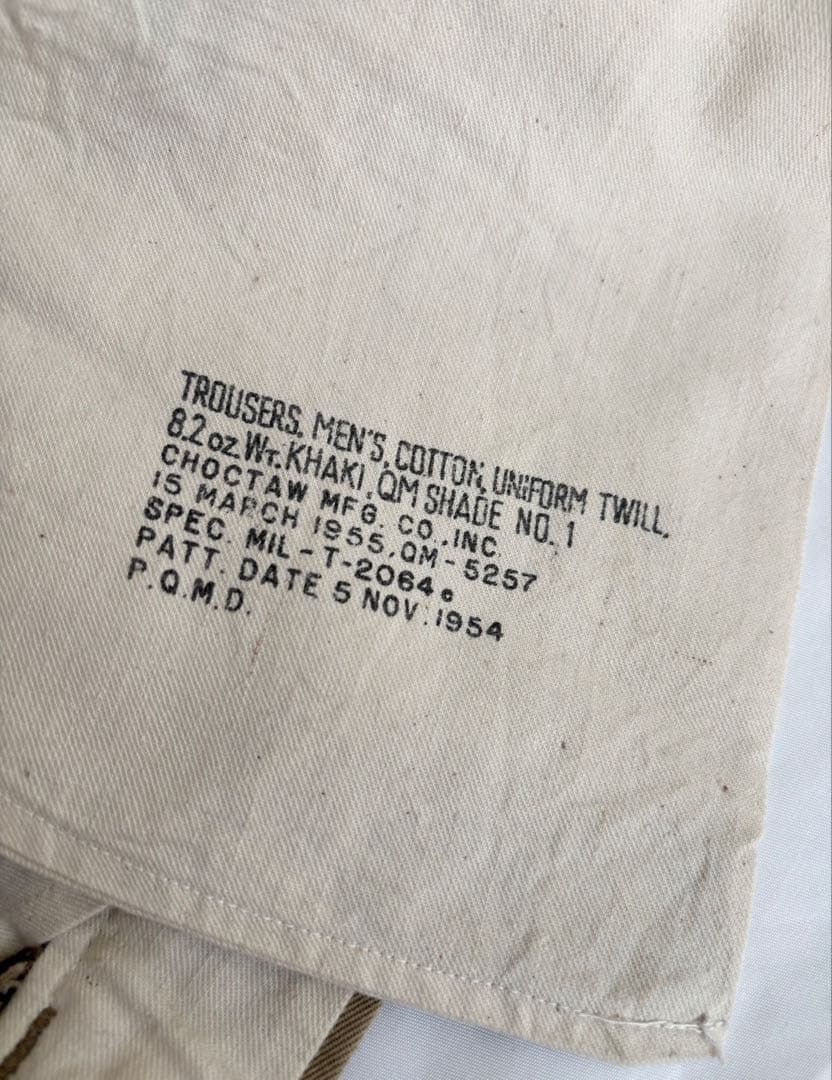 TROUSERS, MEN'S, COTTON, UNIFORM TWILL,
8.2 oz. WT. KHAKI, QM SHADE NO. 1
CHOCTAW MFG. CO., INC.
15 MARCH 1955, QM-5257
SPEC. MIL-T-2064c
PATT. DATE 5 NOV. 1954
P.Q.M.D.